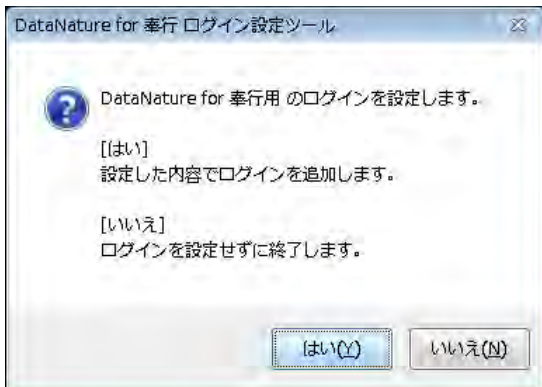 DataNature for 奉行 ログイン設定ツール
DataNature for 奉行用 のログインを設定します。
[(はい]
設定した内容でログインを追加します。
[いいえ]
ログインを設定せずに終了します。
はい(Y) いいえ(N)